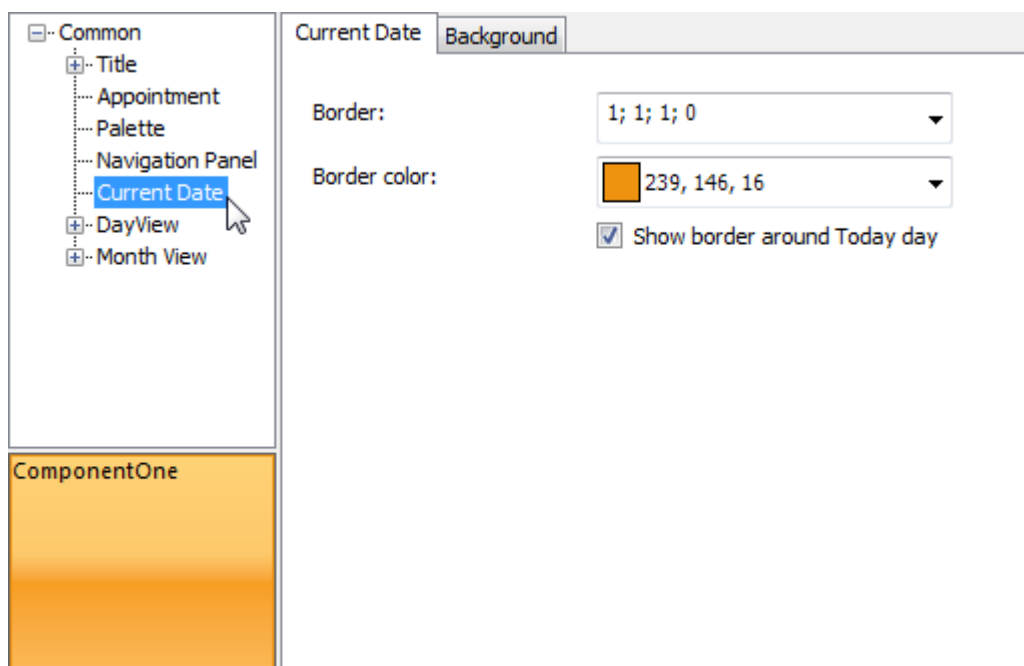 Common
Title
Appointment
Palette
Navigation Panel
Current Date
DayView
Month View
ComponentOne
Current Date
Background
Border:
1; 1; 1; 0
Border color:
239, 146, 16
Show border around Today day